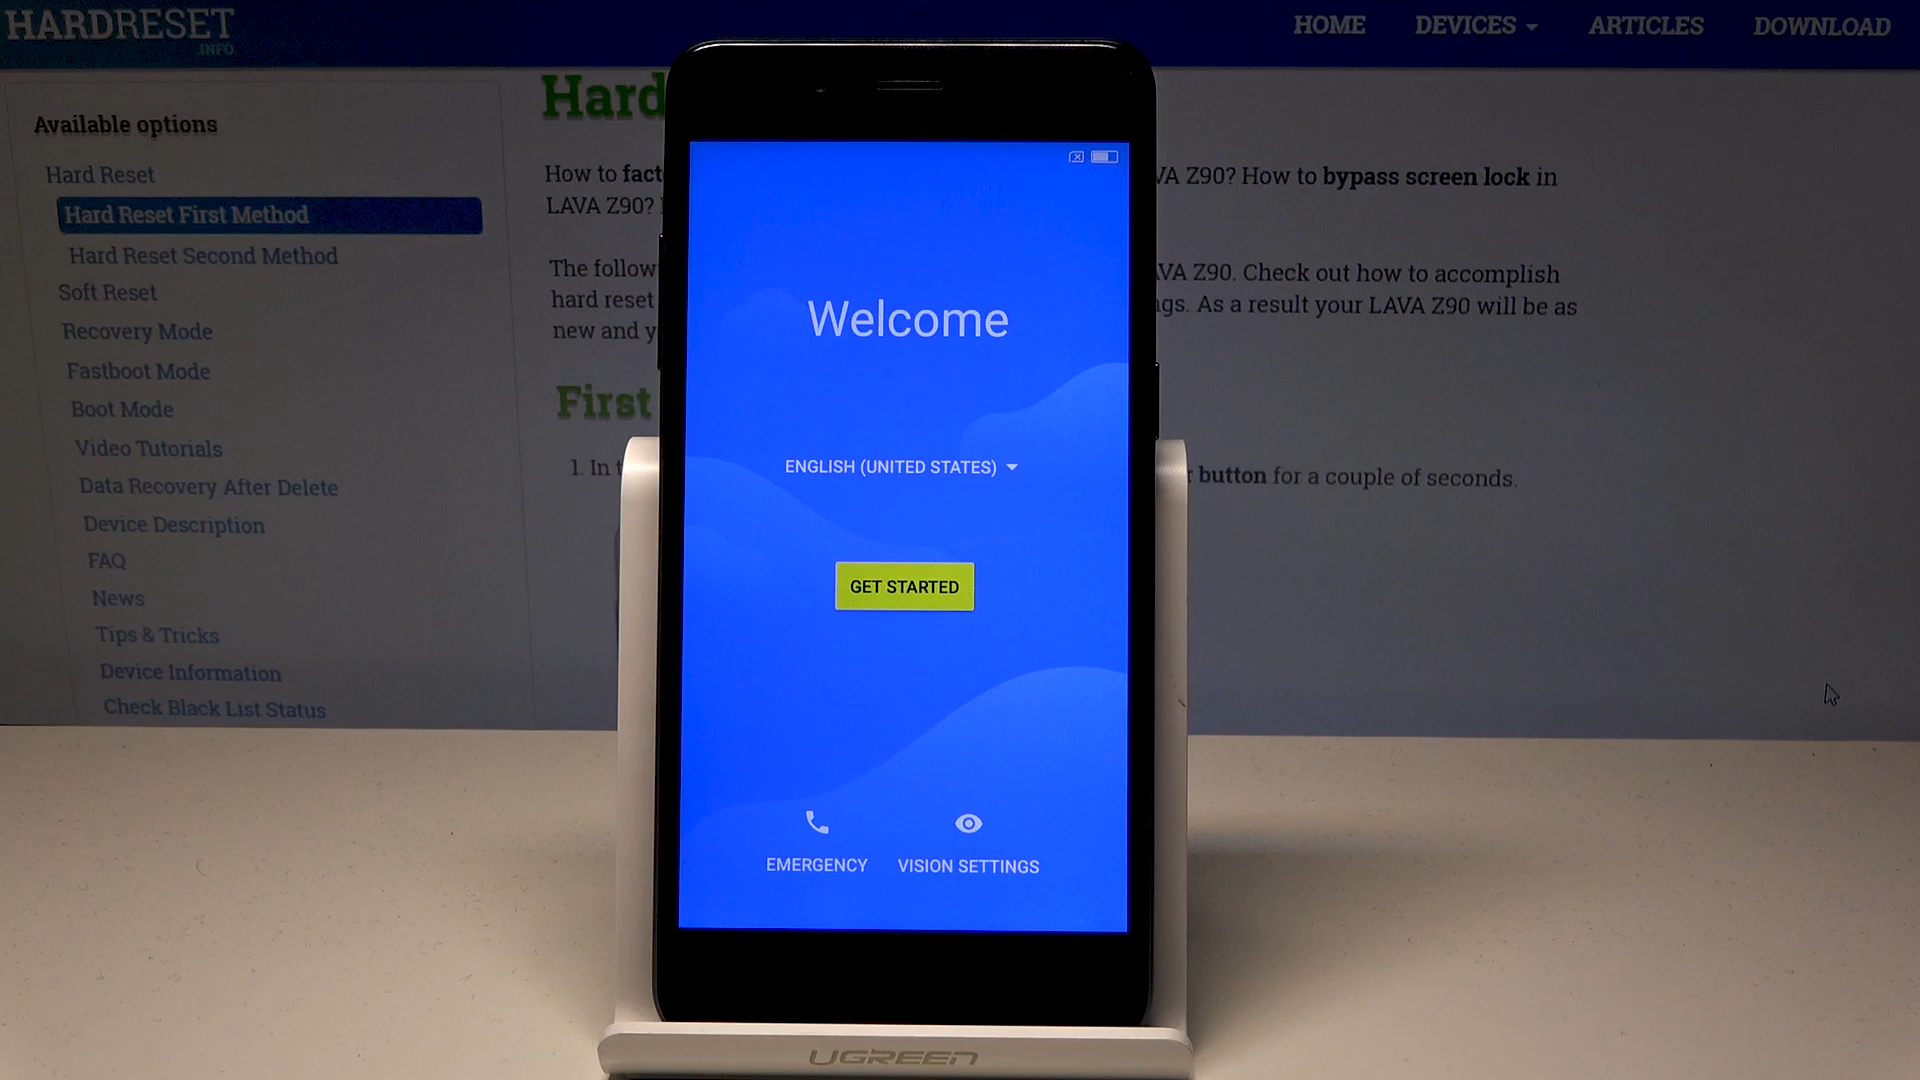 HARDRESET
.INFO
HOME
DEVICES
ARTICLES
DOWNLOAD
Available options
Hard Reset
Hard Reset First Method
Hard Reset Second Method
Soft Reset
Recovery Mode
Fastboot Mode
Boot Mode
Video Tutorials
Data Recovery After Delete
Device Description
FAQ
News
Tips & Tricks
Device Information
Check Black List Status
Hard
How to fact
VA Z90? How to bypass screen lock in
LAVA Z90?
The follow
VA Z90. Check out how to accomplish
hard reset
gs. As a result your LAVA Z90 will be as
new and y
First
1. In t
r button for a couple of seconds.
Welcome
ENGLISH (UNITED STATES)
GET STARTED
EMERGENCY
VISION SETTINGS
UGREEN